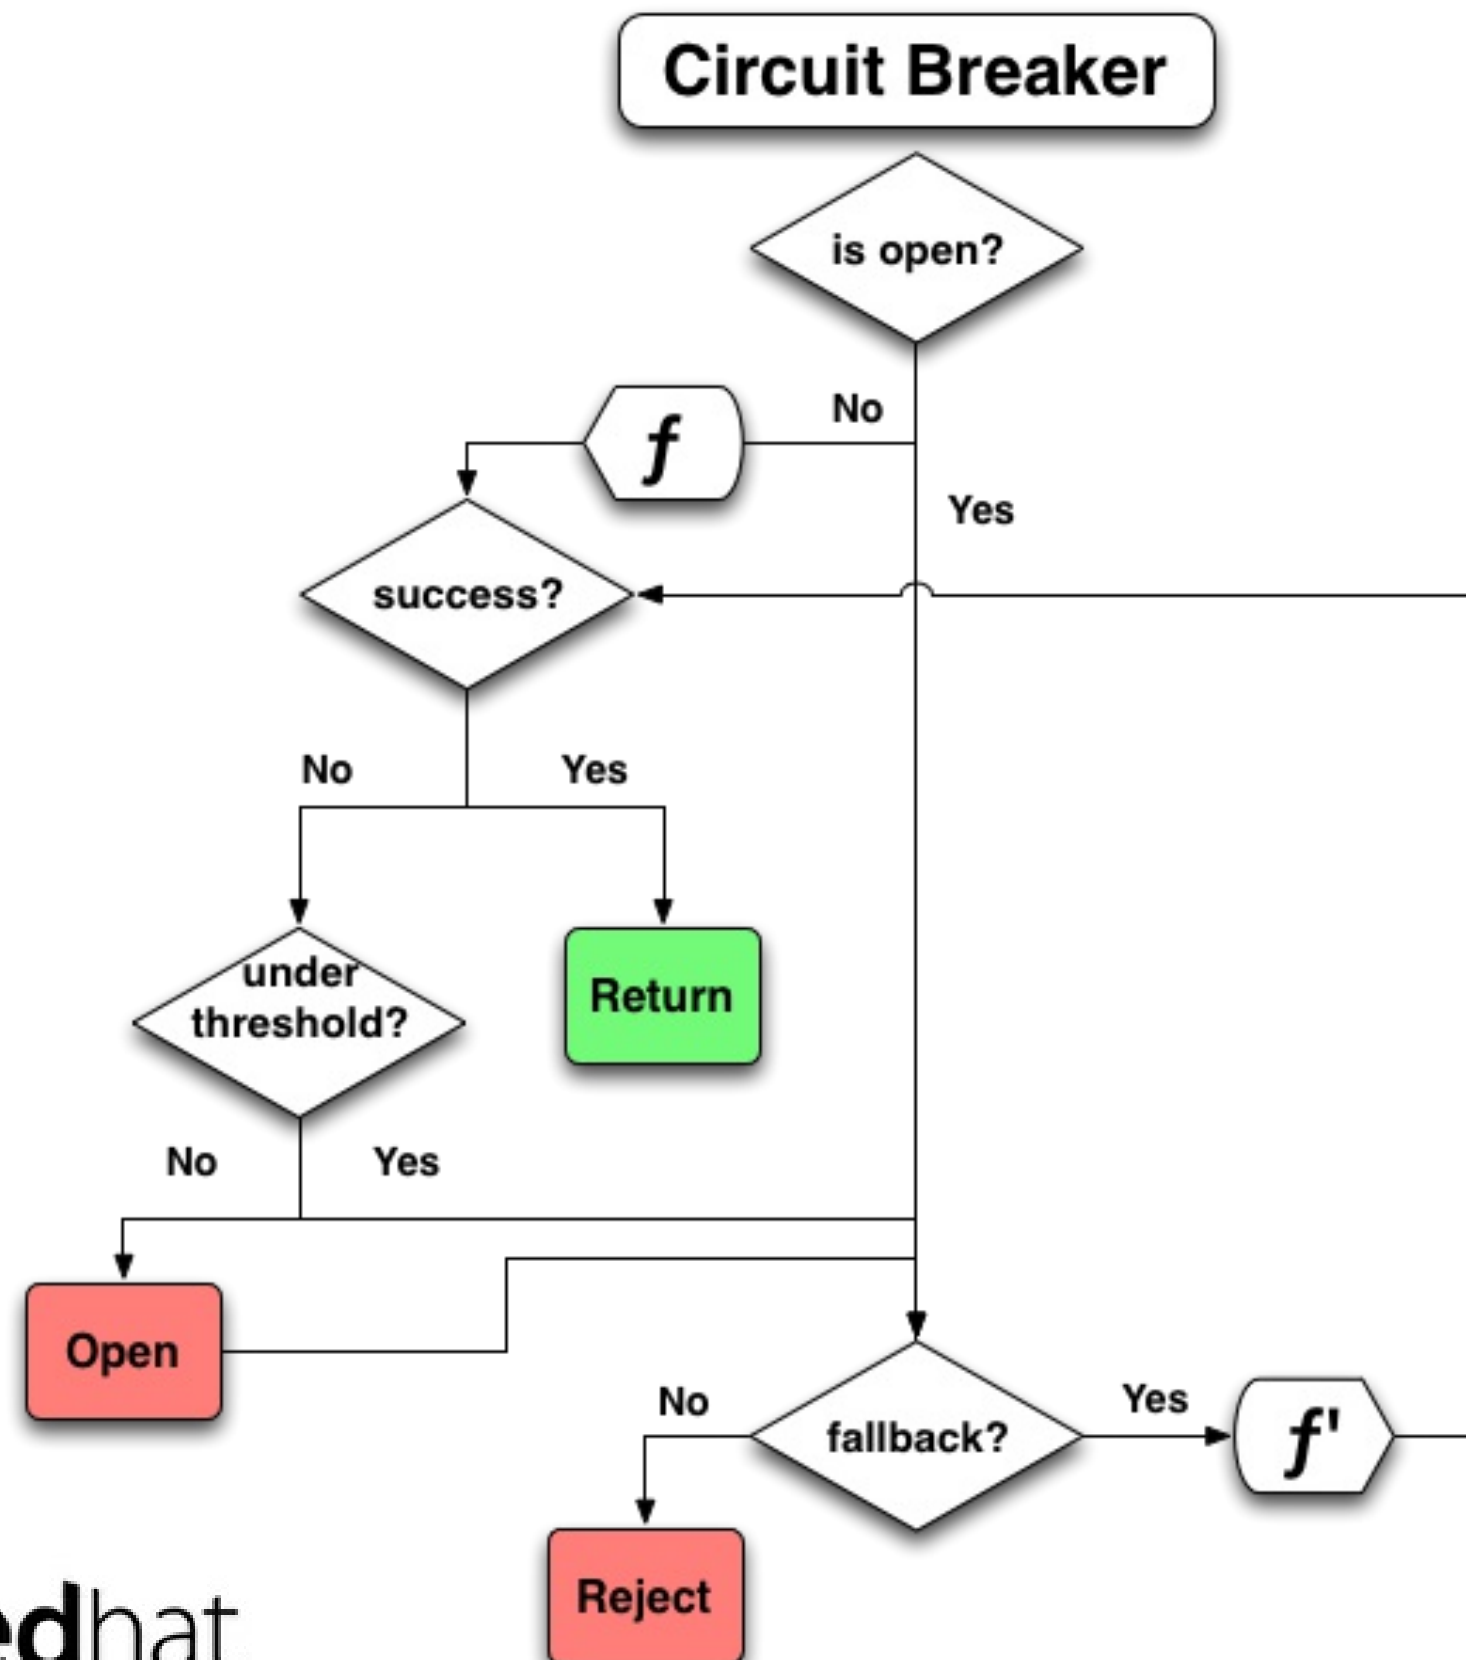 Circuit Breaker
is open?
No
f
Yes
success?
No
Yes
under
threshold?
Return
No
Yes
Open
No
fallback?
Yes
f'
Reject
edhat